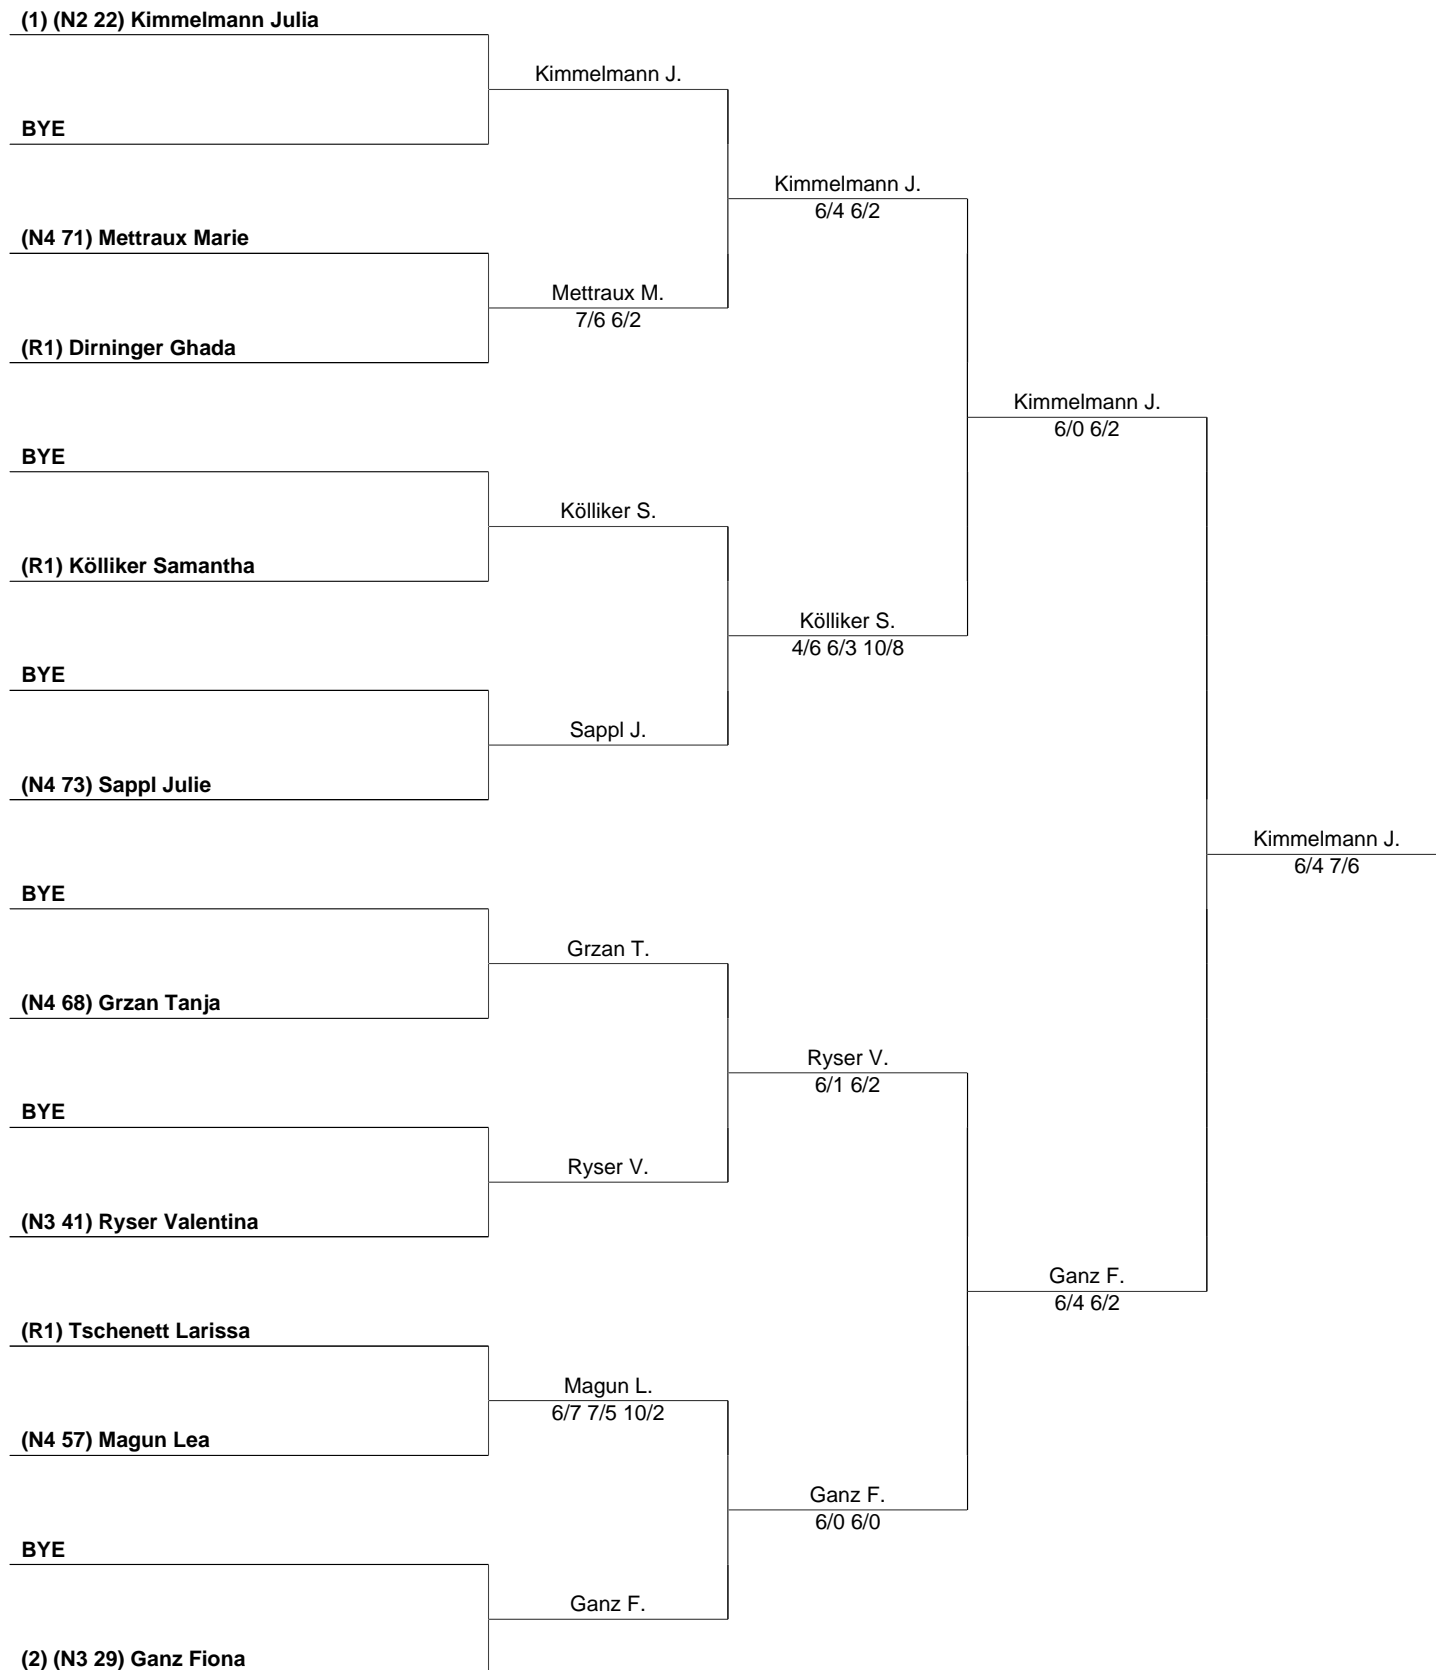 (1) (N2 22) Kimmelmann Julia
Kimmelmann J.
BYE
Kimmelmann J.
6/4 6/2
(N4 71) Mettraux Marie
Mettraux M.
7/6 6/2
(R1) Dirninger Ghada
Kimmelmann J.
6/0 6/2
BYE
Kölliker S.
(R1) Kölliker Samantha
Kölliker S.
4/6 6/3 10/8
BYE
Sappl J.
(N4 73) Sappl Julie
Kimmelmann J.
6/4 7/6
BYE
Grzan T.
(N4 68) Grzan Tanja
Ryser V.
6/1 6/2
BYE
Ryser V.
(N3 41) Ryser Valentina
Ganz F.
6/4 6/2
(R1) Tschenett Larissa
Magun L.
6/7 7/5 10/2
(N4 57) Magun Lea
Ganz F.
6/0 6/0
BYE
Ganz F.
(2) (N3 29) Ganz Fiona